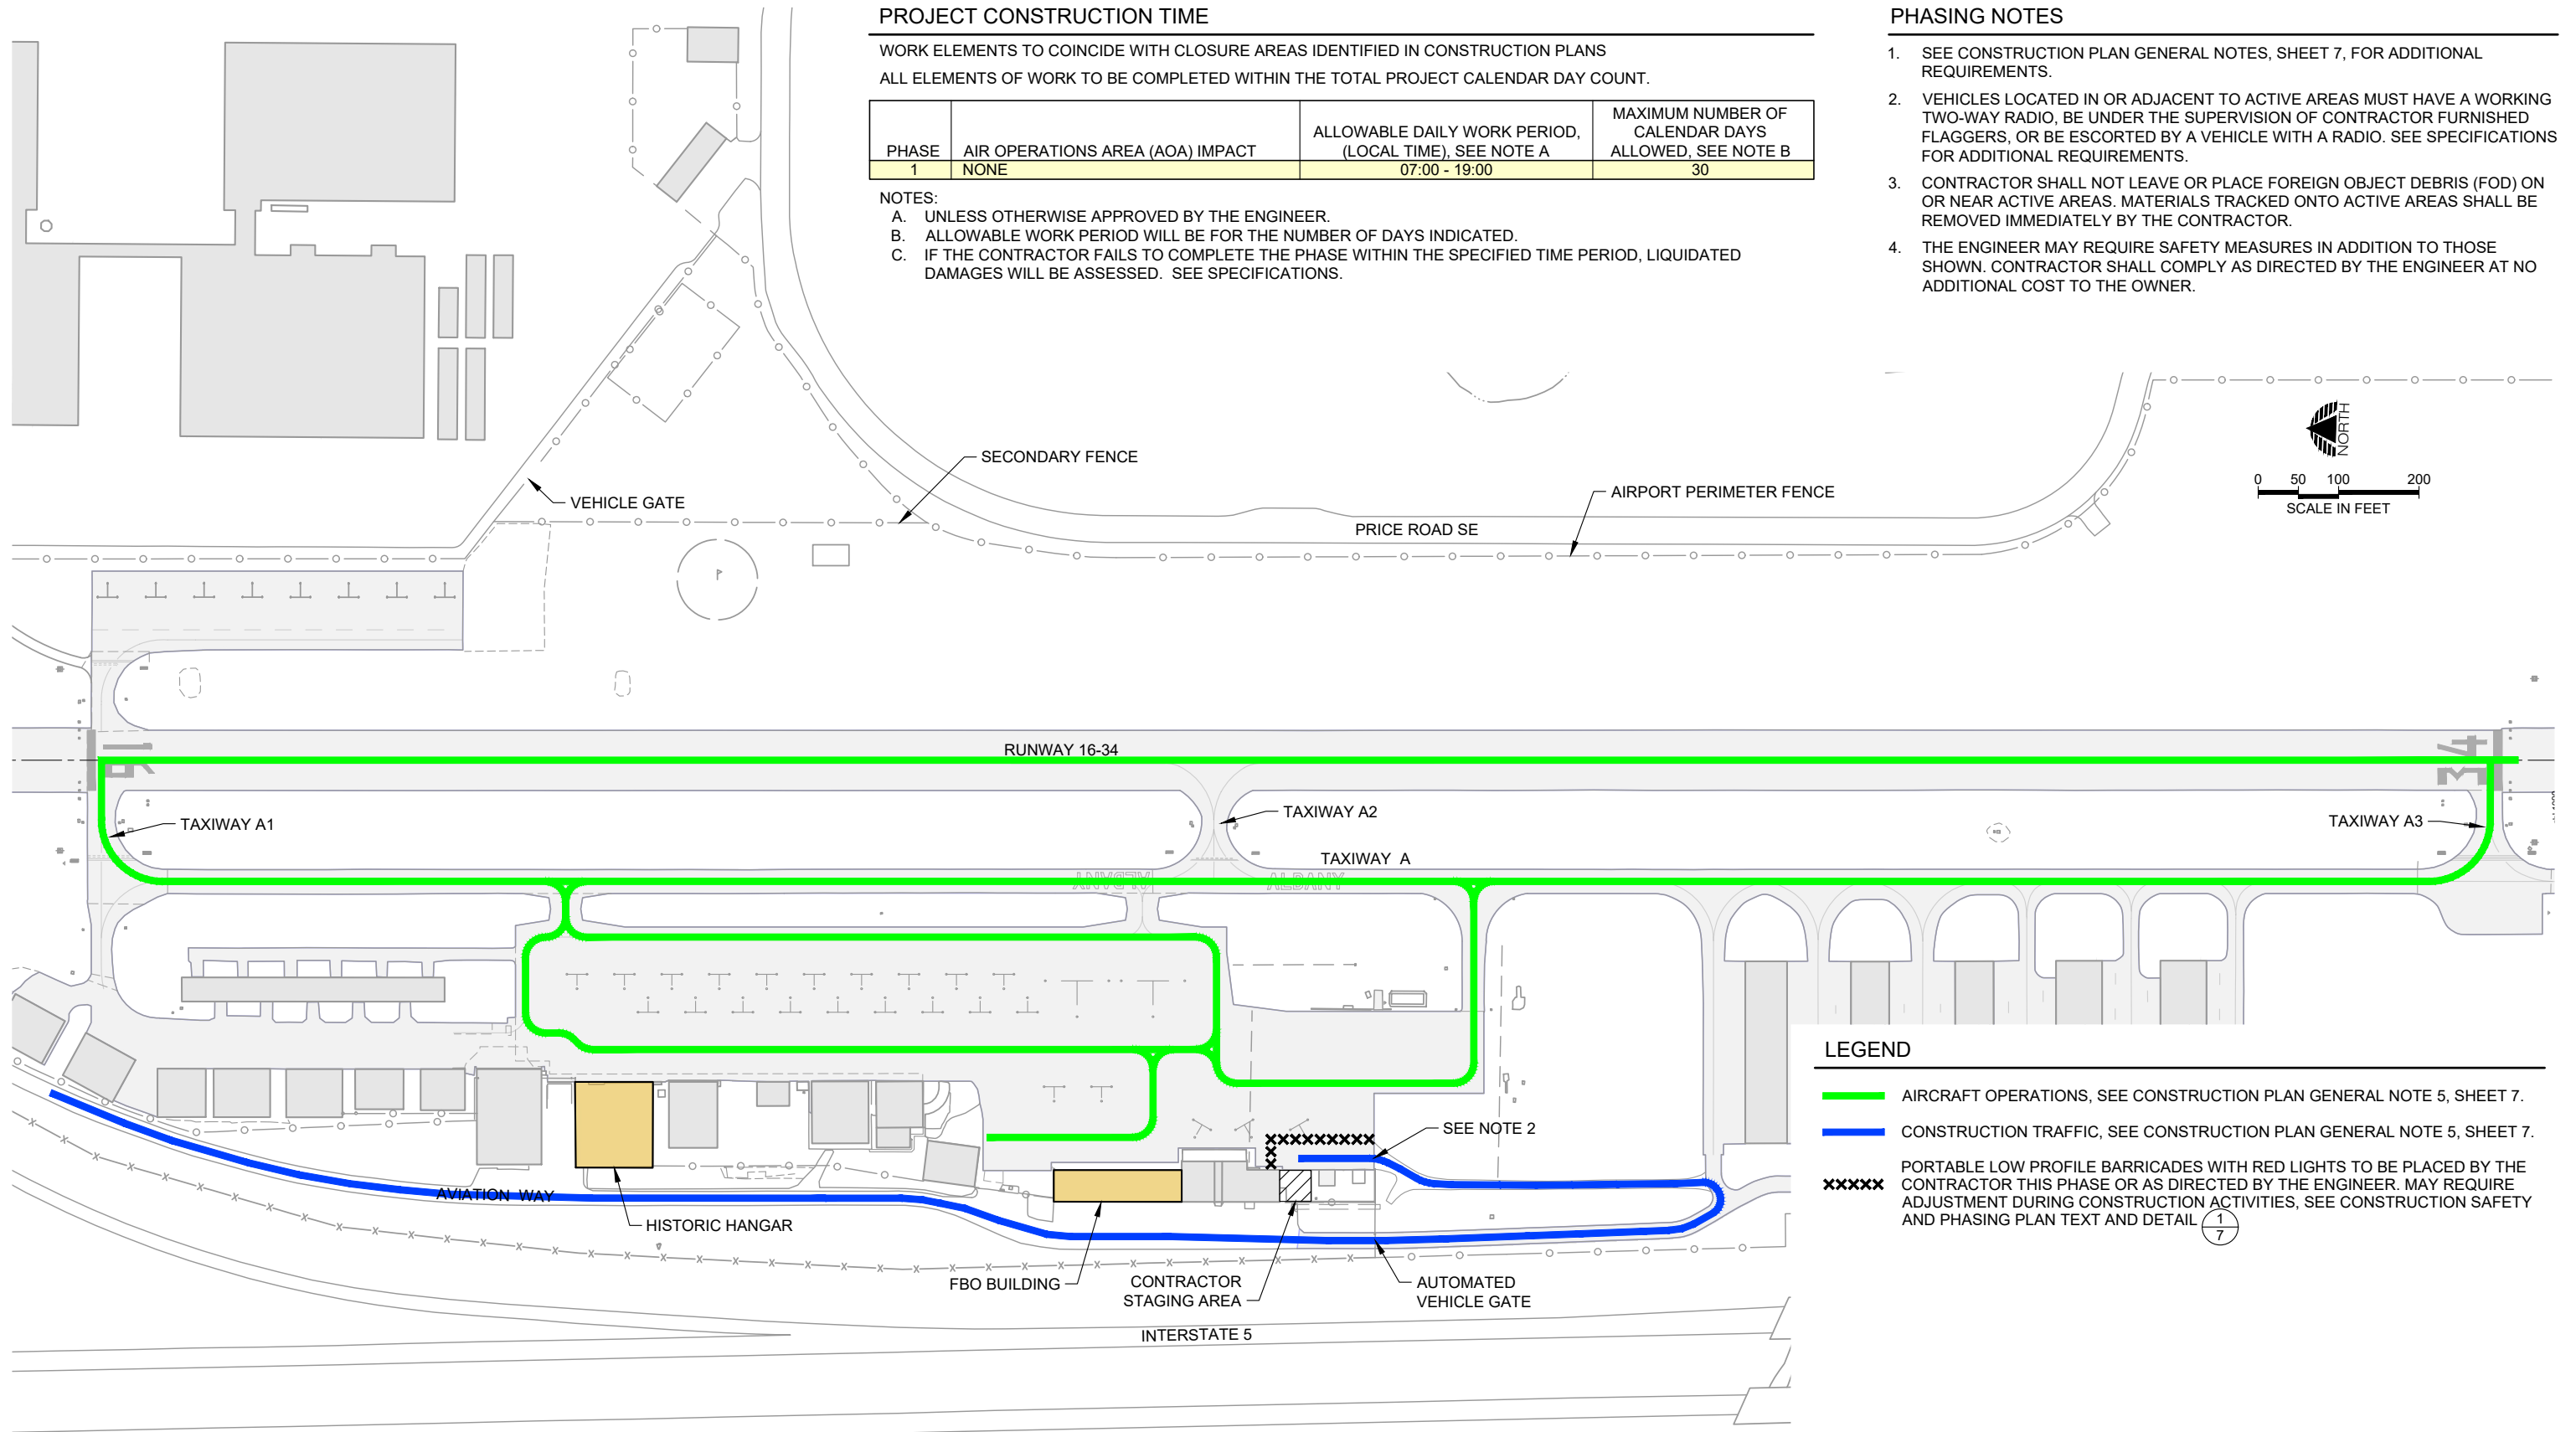 PROJECT CONSTRUCTION TIME
WORK ELEMENTS TO COINCIDE WITH CLOSURE AREAS IDENTIFIED IN CONSTRUCTION PLANS
ALL ELEMENTS OF WORK TO BE COMPLETED WITHIN THE TOTAL PROJECT CALENDAR DAY COUNT.
PHASE
AIR OPERATIONS AREA (AOA) IMPACT
ALLOWABLE DAILY WORK PERIOD,
(LOCAL TIME), SEE NOTE A
MAXIMUM NUMBER OF
CALENDAR DAYS
ALLOWED, SEE NOTE B
1 NONE 07:00 - 19:00 30
NOTES:
A. UNLESS OTHERWISE APPROVED BY THE ENGINEER.
B. ALLOWABLE WORK PERIOD WILL BE FOR THE NUMBER OF DAYS INDICATED.
C. IF THE CONTRACTOR FAILS TO COMPLETE THE PHASE WITHIN THE SPECIFIED TIME PERIOD, LIQUIDATED
DAMAGES WILL BE ASSESSED. SEE SPECIFICATIONS.
PHASING NOTES
1. SEE CONSTRUCTION PLAN GENERAL NOTES, SHEET 7, FOR ADDITIONAL
REQUIREMENTS.
2. VEHICLES LOCATED IN OR ADJACENT TO ACTIVE AREAS MUST HAVE A WORKING
TWO-WAY RADIO, BE UNDER THE SUPERVISION OF CONTRACTOR FURNISHED
FLAGGERS, OR BE ESCORTED BY A VEHICLE WITH A RADIO. SEE SPECIFICATIONS
FOR ADDITIONAL REQUIREMENTS.
3. CONTRACTOR SHALL NOT LEAVE OR PLACE FOREIGN OBJECT DEBRIS (FOD) ON
OR NEAR ACTIVE AREAS. MATERIALS TRACKED ONTO ACTIVE AREAS SHALL BE
REMOVED IMMEDIATELY BY THE CONTRACTOR.
4. THE ENGINEER MAY REQUIRE SAFETY MEASURES IN ADDITION TO THOSE
SHOWN. CONTRACTOR SHALL COMPLY AS DIRECTED BY THE ENGINEER AT NO
ADDITIONAL COST TO THE OWNER.
NORTH
0 50 100 200
SCALE IN FEET
SECONDARY FENCE
VEHICLE GATE
AIRPORT PERIMETER FENCE
PRICE ROAD SE
RUNWAY 16-34
16
34
TAXIWAY A1
TAXIWAY A2
TAXIWAY A3
TAXIWAY A
ALBANY
ALBANY
SEE NOTE 2
AVIATION WAY
HISTORIC HANGAR
FBO BUILDING
CONTRACTOR
STAGING AREA
AUTOMATED
VEHICLE GATE
INTERSTATE 5
LEGEND
AIRCRAFT OPERATIONS, SEE CONSTRUCTION PLAN GENERAL NOTE 5, SHEET 7.
CONSTRUCTION TRAFFIC, SEE CONSTRUCTION PLAN GENERAL NOTE 5, SHEET 7.
PORTABLE LOW PROFILE BARRICADES WITH RED LIGHTS TO BE PLACED BY THE
CONTRACTOR THIS PHASE OR AS DIRECTED BY THE ENGINEER. MAY REQUIRE
ADJUSTMENT DURING CONSTRUCTION ACTIVITIES, SEE CONSTRUCTION SAFETY
AND PHASING PLAN TEXT AND DETAIL 1
7